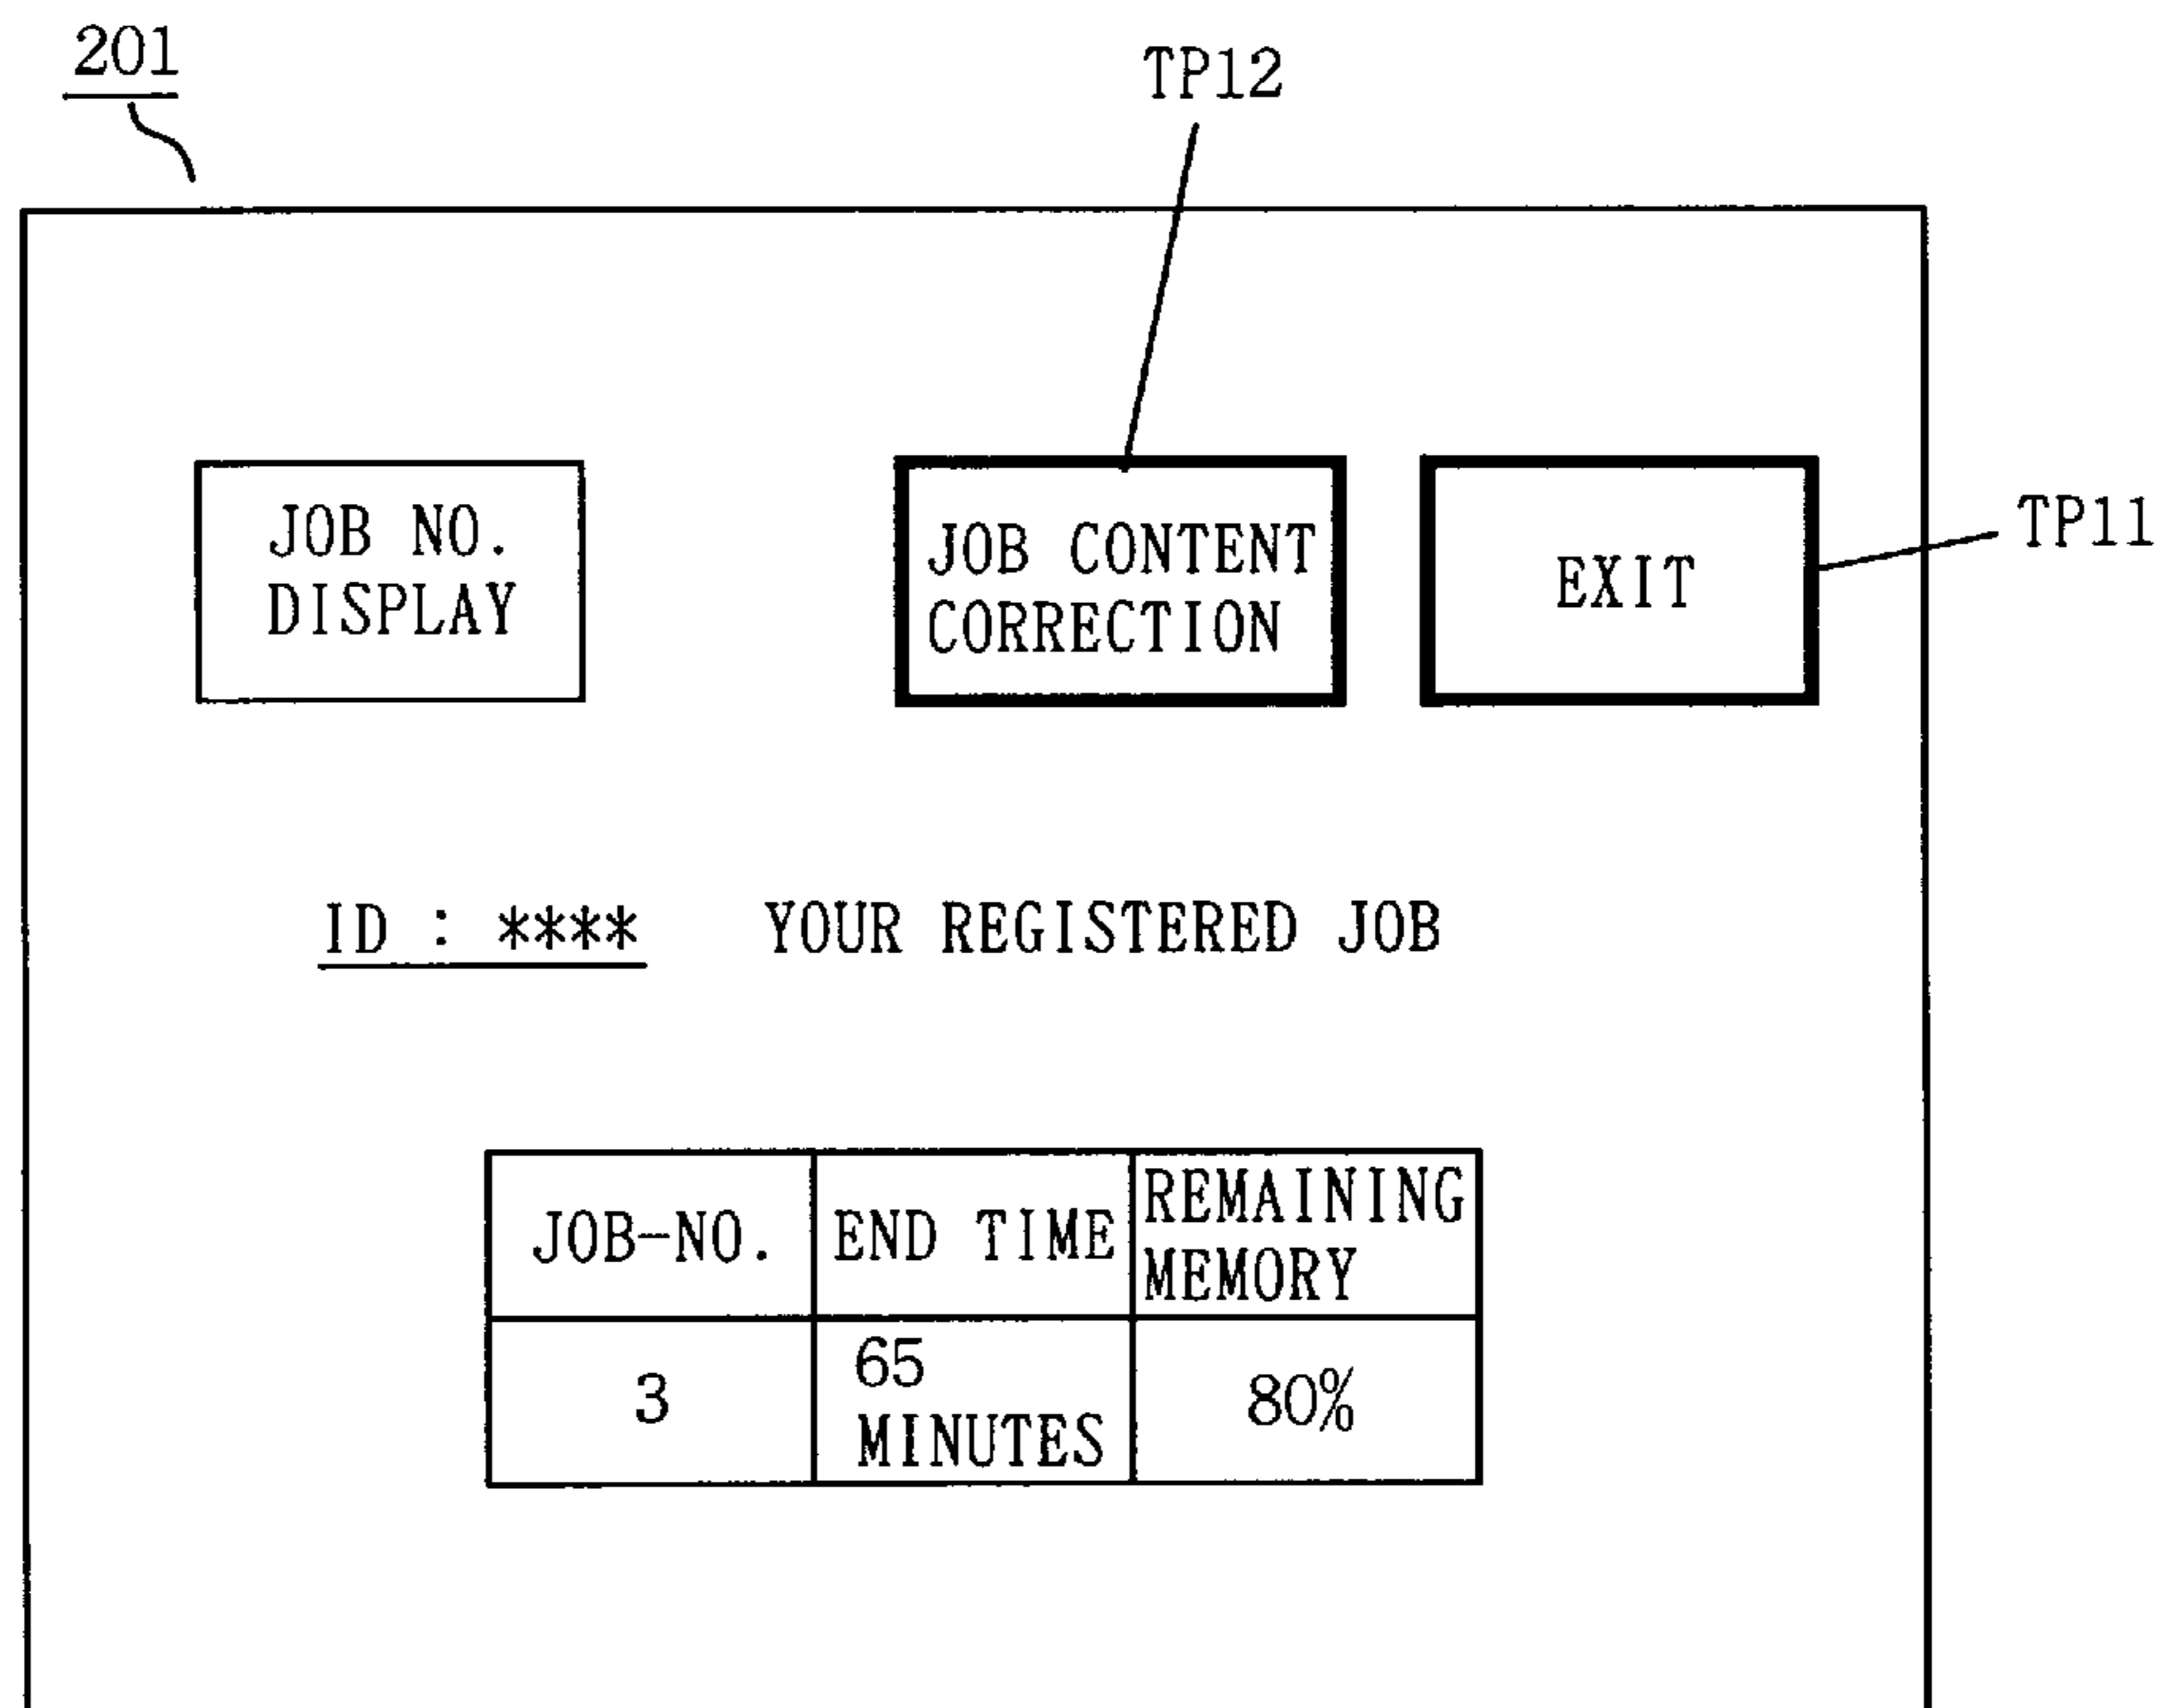 201
TP12
JOB NO.
DISPLAY
JOB CONTENT
CORRECTION
EXIT
TP11
ID : ****
YOUR REGISTERED JOB
JOB-NO.
END TIME
REMAINING
MEMORY
3
65
MINUTES
80%